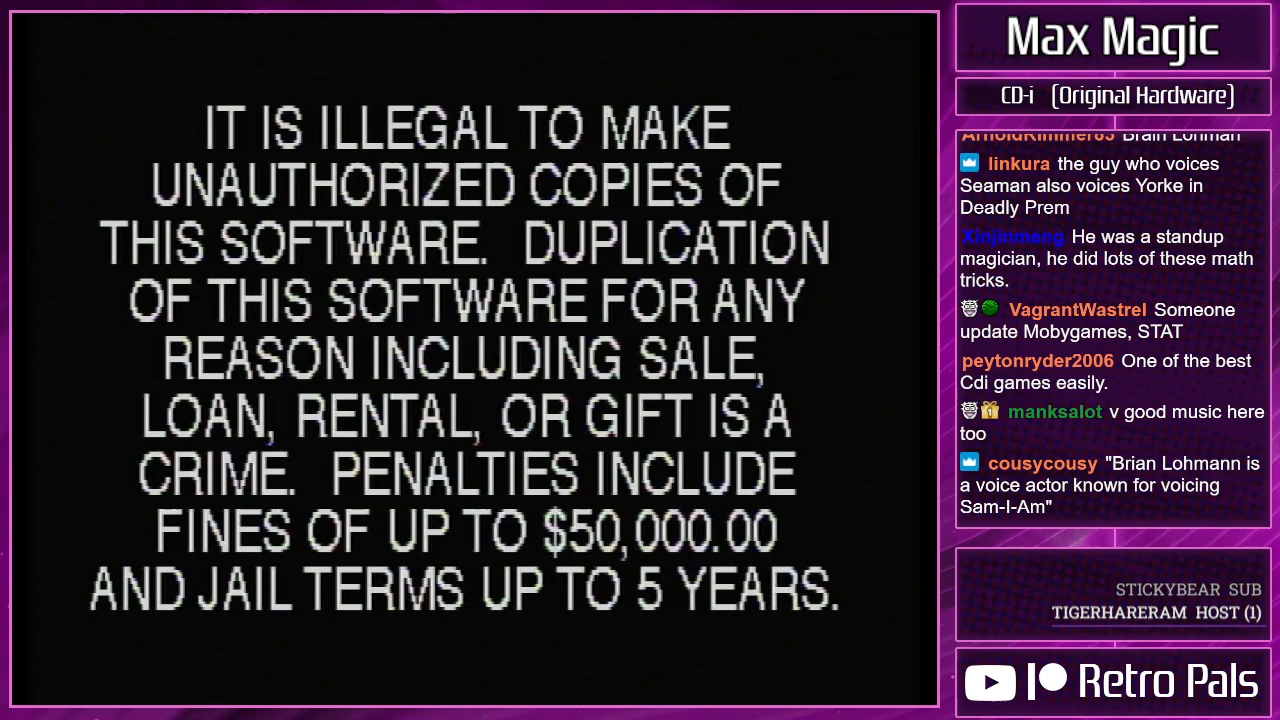 IT IS ILLEGAL TO MAKE
UNAUTHORIZED COPIES OF
THIS SOFTWARE. DUPLICATION
OF THIS SOFTWARE FOR ANY
REASON INCLUDING SALE,
LOAN, RENTAL, OR GIFT IS A
CRIME. PENALTIES INCLUDE
FINES OF UP TO $50,000.00
AND JAIL TERMS UP TO 5 YEARS.
Max Magic
CD-i (Original Hardware)
ArnoldRimmer83 Brain Lohman
linkura the guy who voices
Seaman also voices Yorke in
Deadly Prem
Xinjinmeng He was a standup
magician, he did lots of these math
tricks.
VagrantWastrel Someone
update Mobygames, STAT
peytonryder2006 One of the best
Cdi games easily.
manksalot v good music here
too
cousycousy "Brian Lohmann is
a voice actor known for voicing
Sam-I-Am"
STICKYBEAR SUB
TIGERHARERAM HOST (1)
Retro Pals